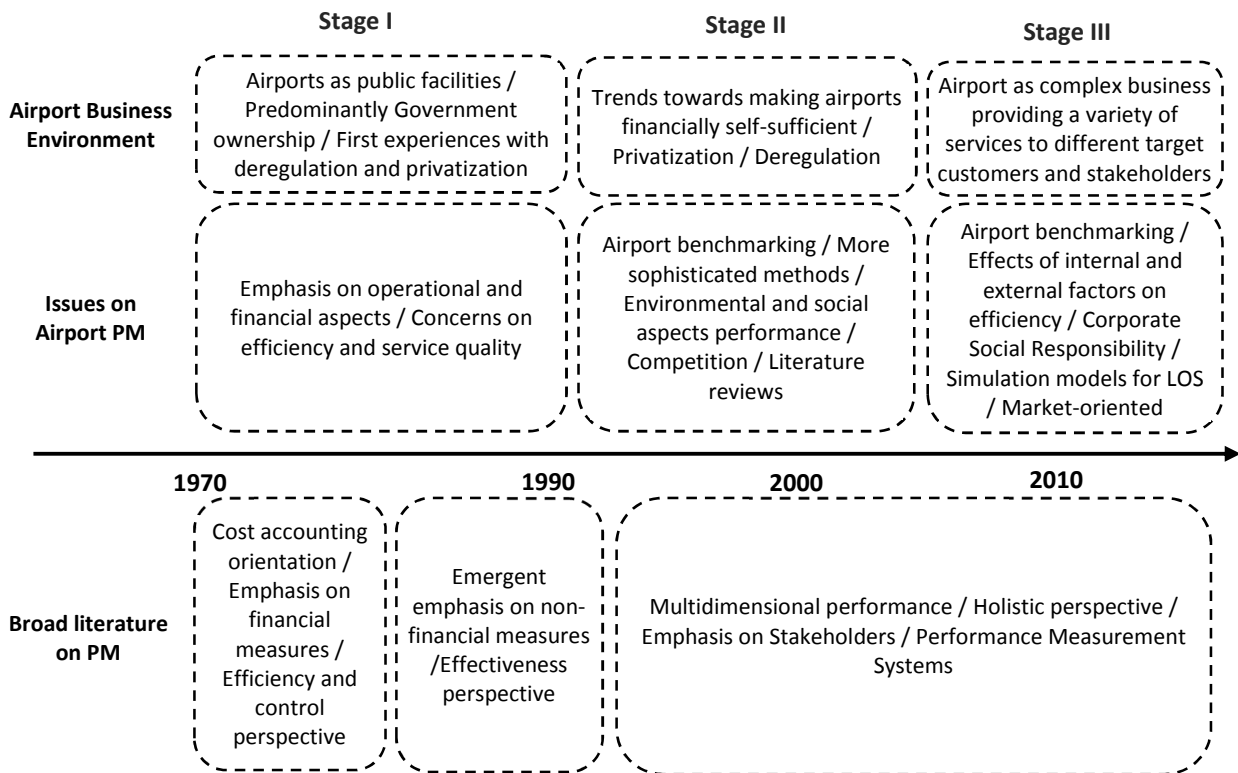 Stage I
Stage II
Stage III
Airport Business
Environment
Airports as public facilities /
Predominantly Government
ownership / First experiences with
deregulation and privatization
Trends towards making airports
financially self-sufficient /
Privatization / Deregulation
Airport as complex business
providing a variety of
services to different target
customers and stakeholders
Issues on
Airport PM
Emphasis on operational and
financial aspects / Concerns on
efficiency and service quality
Airport benchmarking / More
sophisticated methods /
Environmental and social
aspects performance /
Competition / Literature
reviews
Airport benchmarking /
Effects of internal and
external factors on
efficiency / Corporate
Social Responsibility /
Simulation models for LOS
/ Market-oriented
1970
1990
2000
2010
Broad literature
on PM
Cost accounting
orientation /
Emphasis on
financial
measures /
Efficiency and
control
perspective
Emergent
emphasis on non-
financial measures
/Effectiveness
perspective
Multidimensional performance / Holistic perspective /
Emphasis on Stakeholders / Performance Measurement
Systems